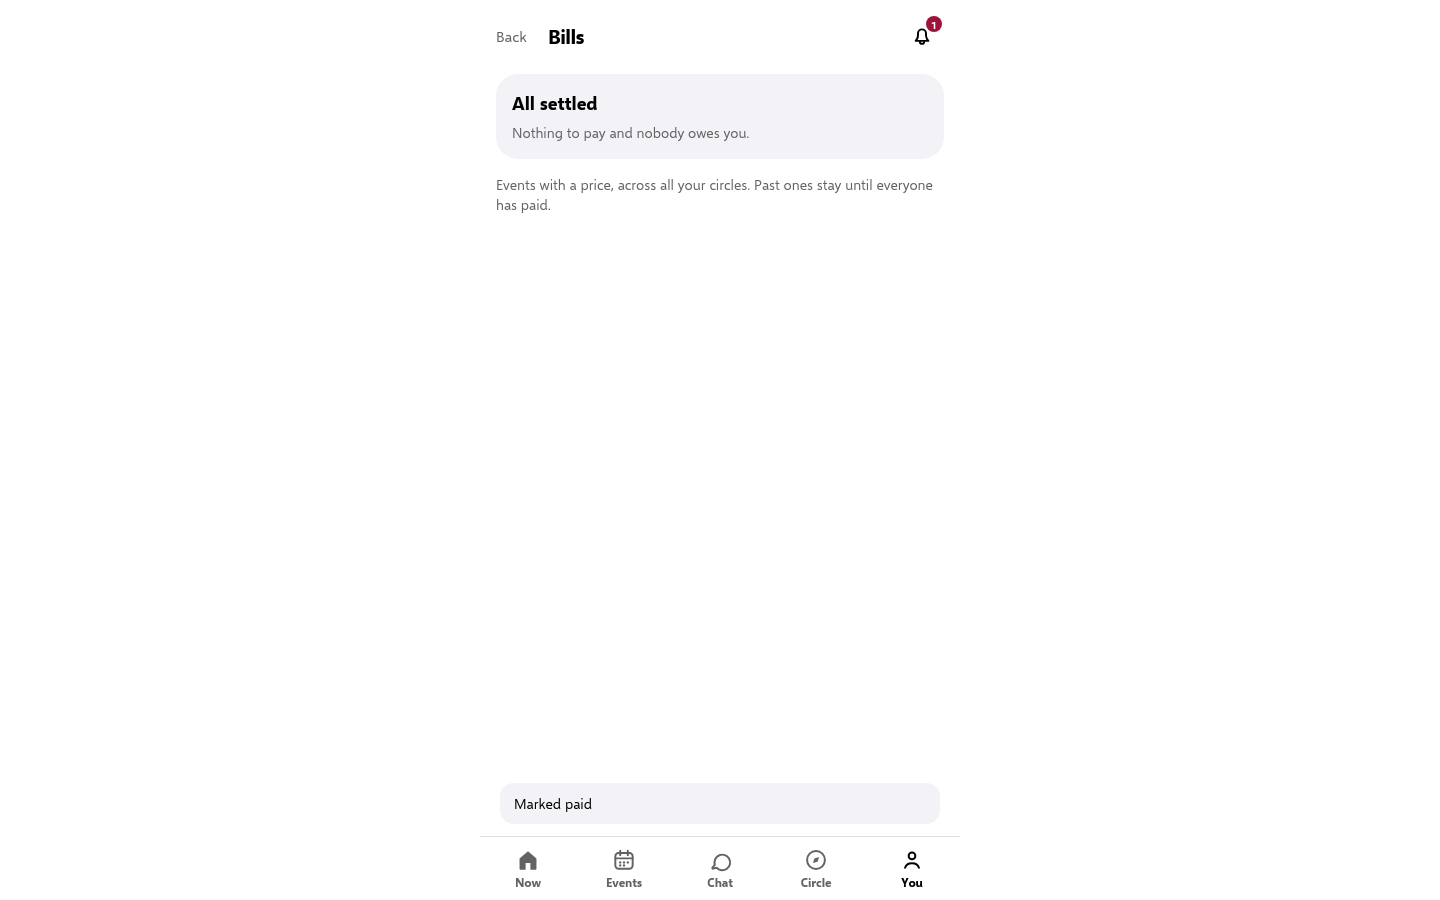 Back
Bills
1
All settled
Nothing to pay and nobody owes you.
Events with a price, across all your circles. Past ones stay until everyone
has paid.
Marked paid
Now
Events
Chat
Circle
You